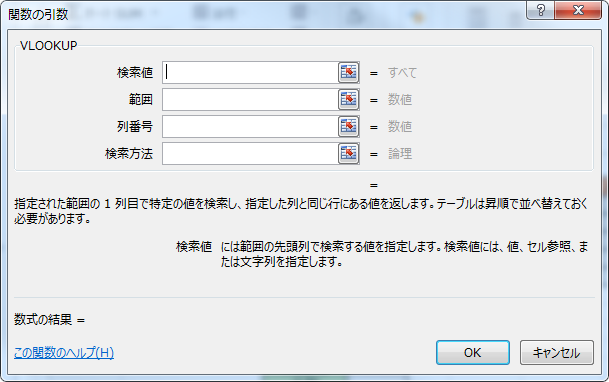 関数の引数
VLOOKUP
検索値 = すべて
範囲 = 数値
列番号 = 数値
検索方法 = 論理
=
指定された範囲の 1 列目で特定の値を検索し、指定した列と同じ行にある値を返します。テーブルは昇順で並べ替えておく
必要があります。
検索値 には範囲の先頭列で検索する値を指定します。検索値には、値、セル参照、ま
たは文字列を指定します。
数式の結果 =
この関数のヘルプ(H)
OK
キャンセル